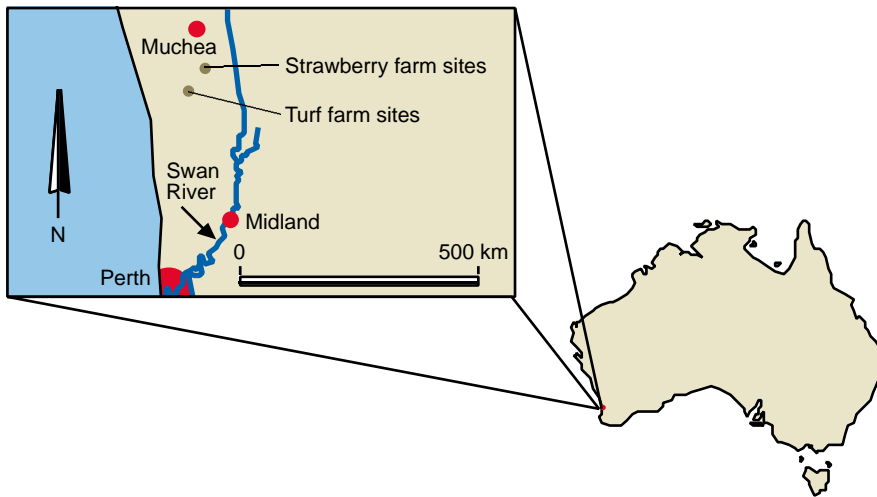 Muchea
Strawberry farm sites
Turf farm sites
Swan
River
N
Midland
0
500 km
Perth